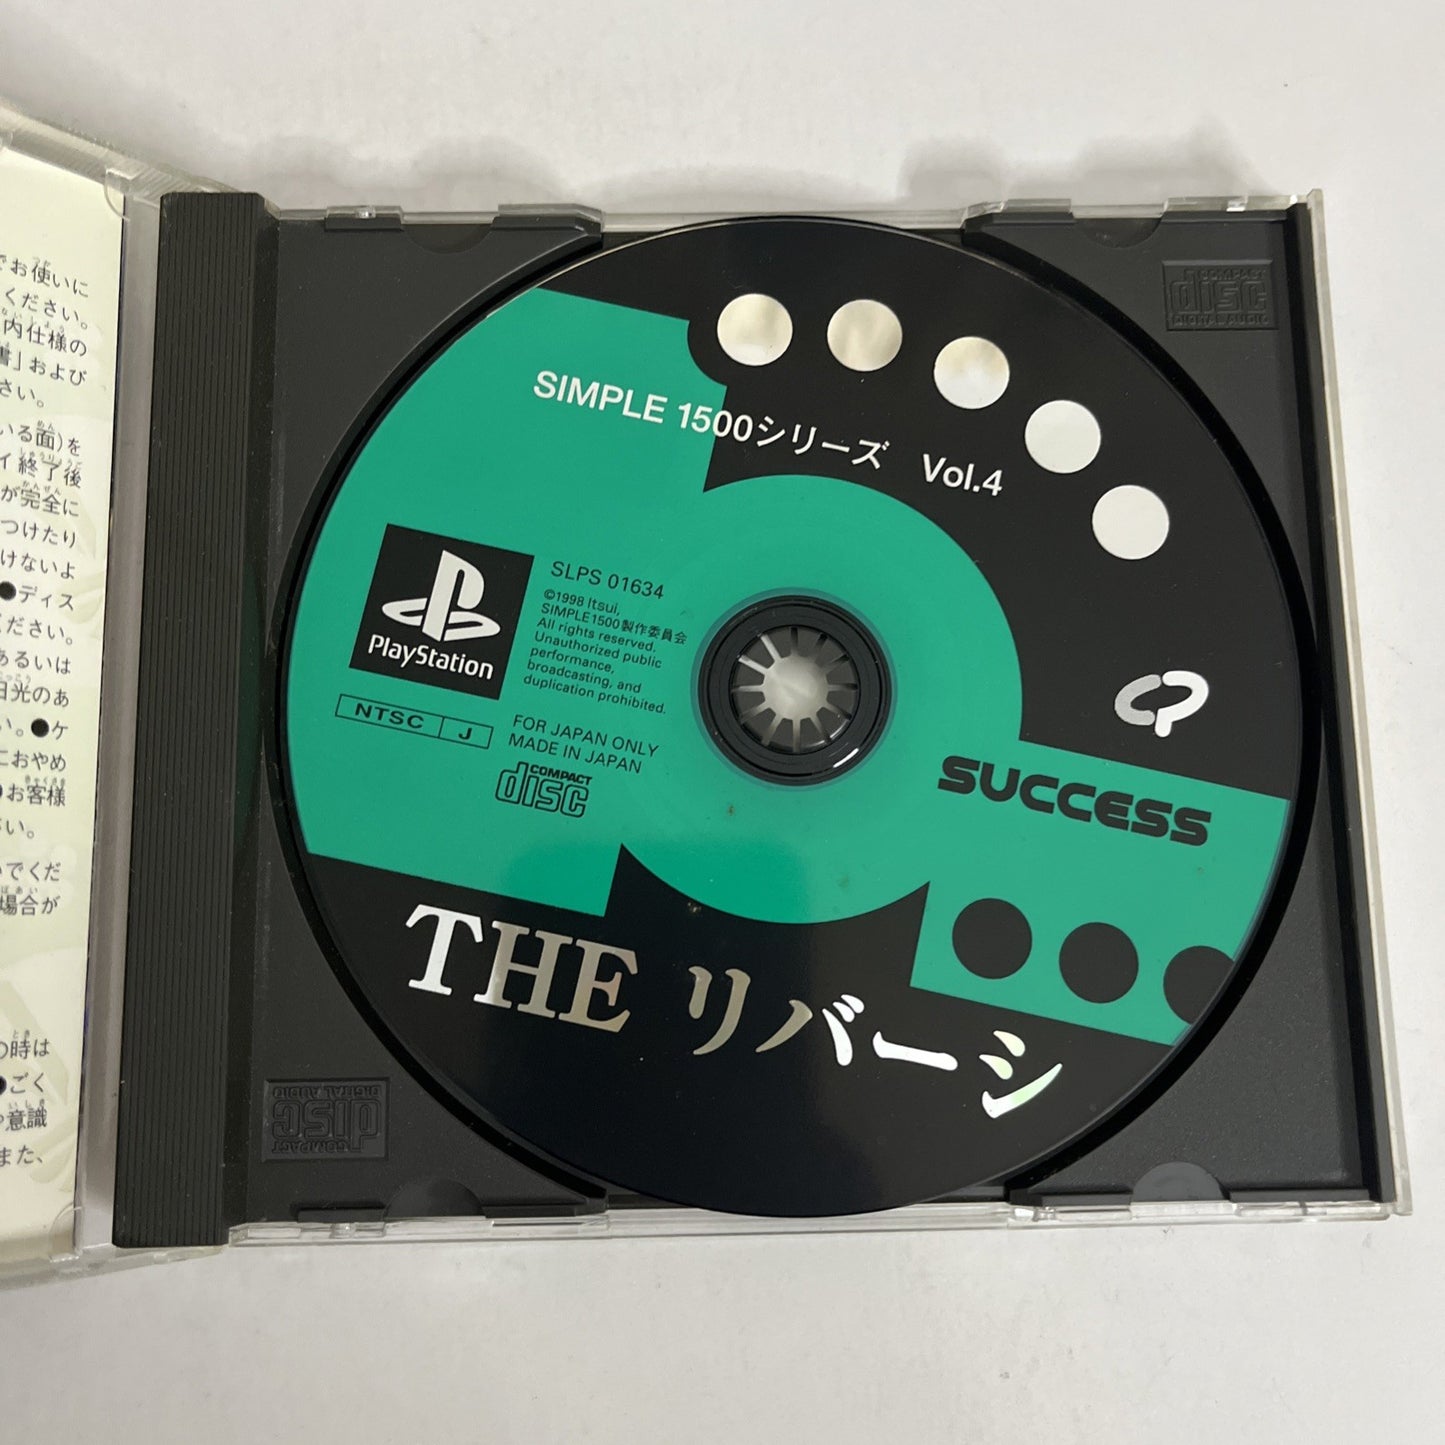 でお使いに
ください。
内仕様の
書」および
さい。
いる面)を
イ終了後
が完全に
つけたり
けないよ
●ディス
ください。
あるいは
日光のあ
い。●ケ
におやめ
●お客様
さい。
いでくだ
場合が
の時は
●ごく
や意識
また、
SIMPLE 1500シリーズ Vol.4
PlayStation
SLPS 01634
©1998 Itsui,
SIMPLE1500製作委員会
All rights reserved.
Unauthorized public
performance,
broadcasting, and
duplication prohibited.
NTSC J
FOR JAPAN ONLY
MADE IN JAPAN
COMPACT
disc
SUCCESS
THE リバーシ
COMPACT
disc
DIGITAL AUDIO
COMPACT
disc
DIGITAL AUDIO